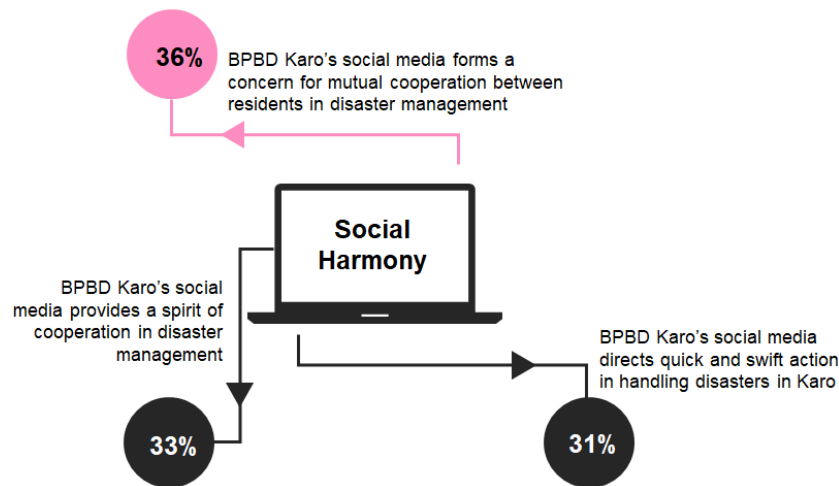 36%
BPBD Karo's social media forms a
concern for mutual cooperation between
residents in disaster management
Social
Harmony
BPBD Karo's social
media provides a spirit of
cooperation in disaster
management
33%
BPBD Karo's social media
directs quick and swift action
in handling disasters in Karo
31%